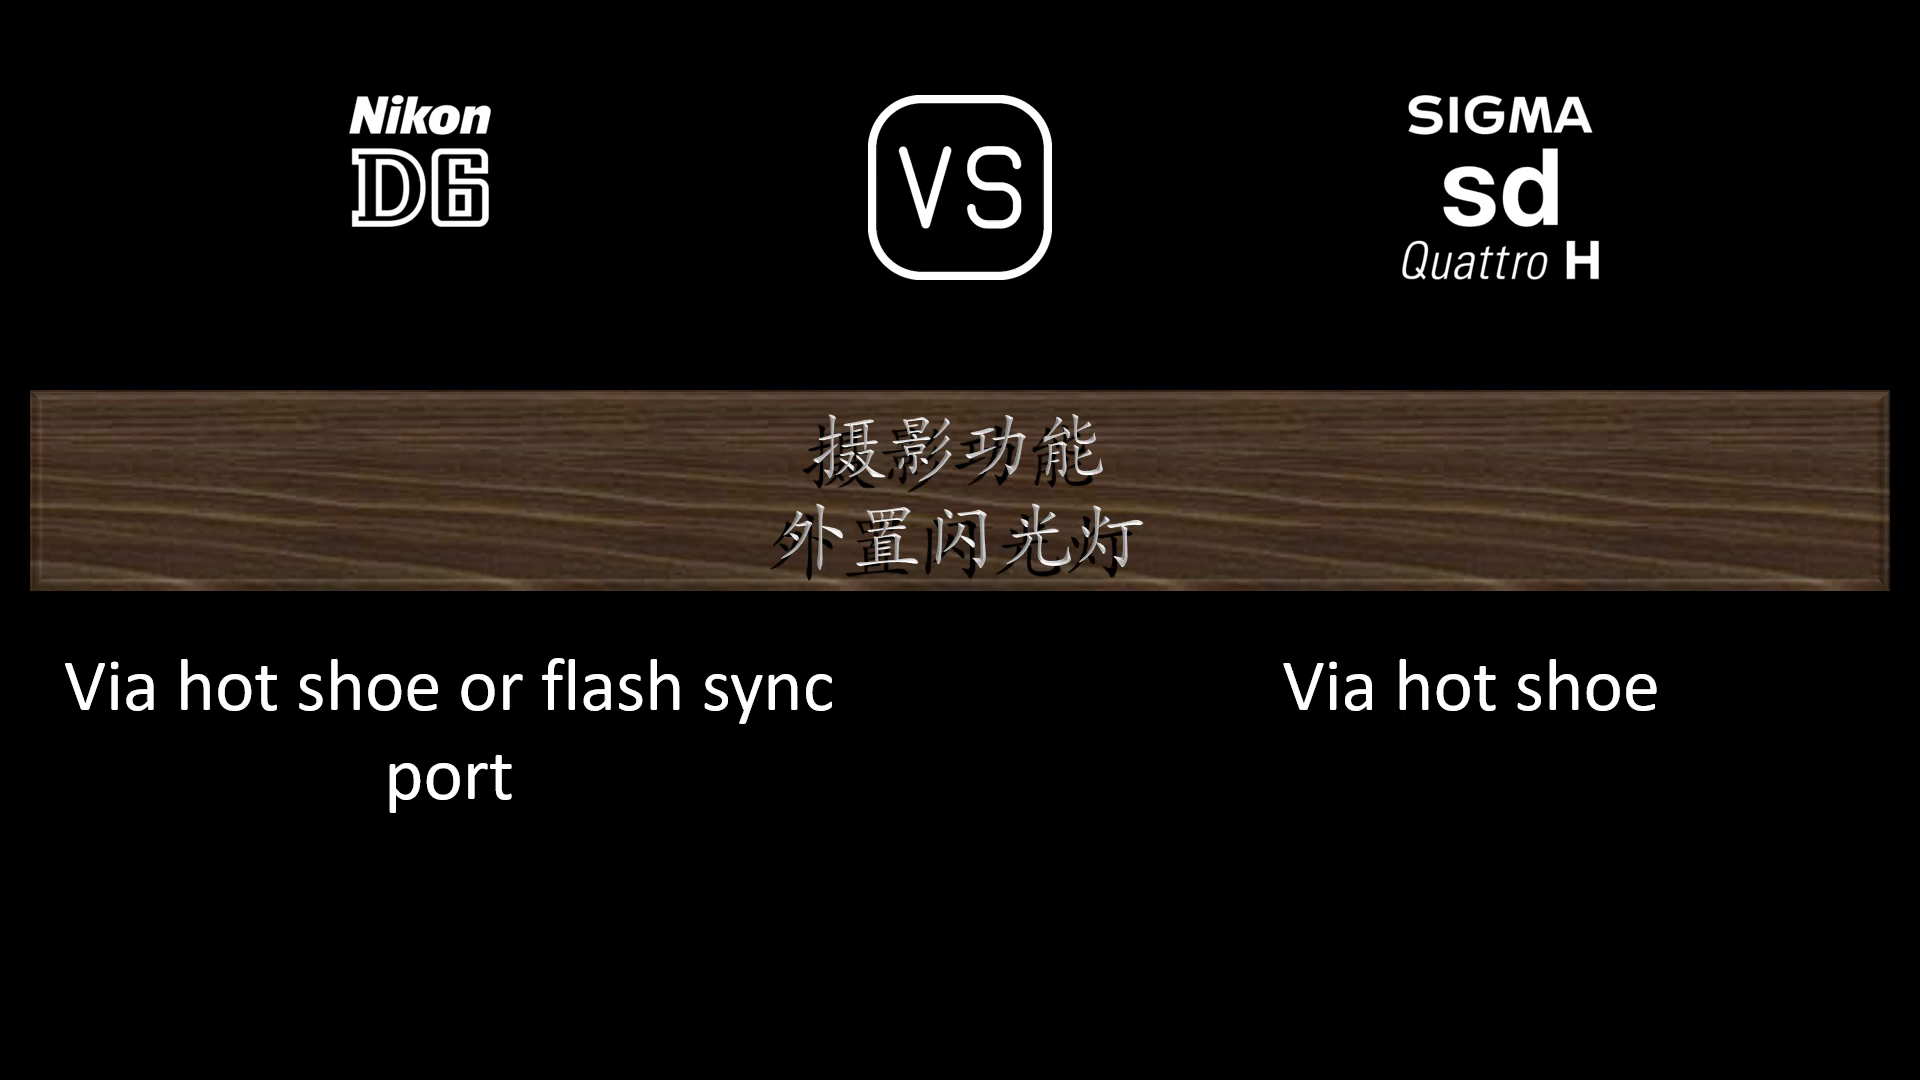 Nikon
D6
VS
SIGMA
sd
Quattro H
摄影功能
外置闪光灯
Via hot shoe or flash sync
port
Via hot shoe